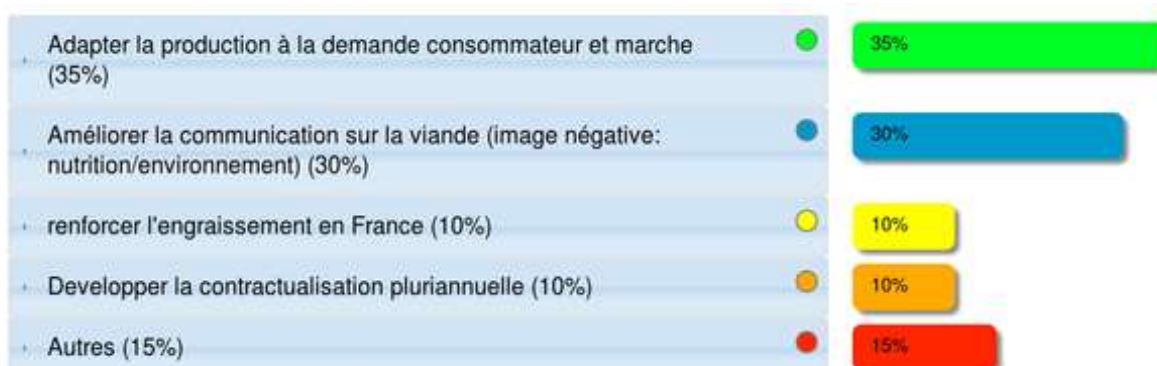 Adapter la production à la demande consommateur et marche
(35%)
35%
Améliorer la communication sur la viande (image négative:
nutrition/environnement) (30%)
30%
renforcer l'engraissement en France (10%)
10%
Developper la contractualisation pluriannuelle (10%)
10%
Autres (15%)
15%